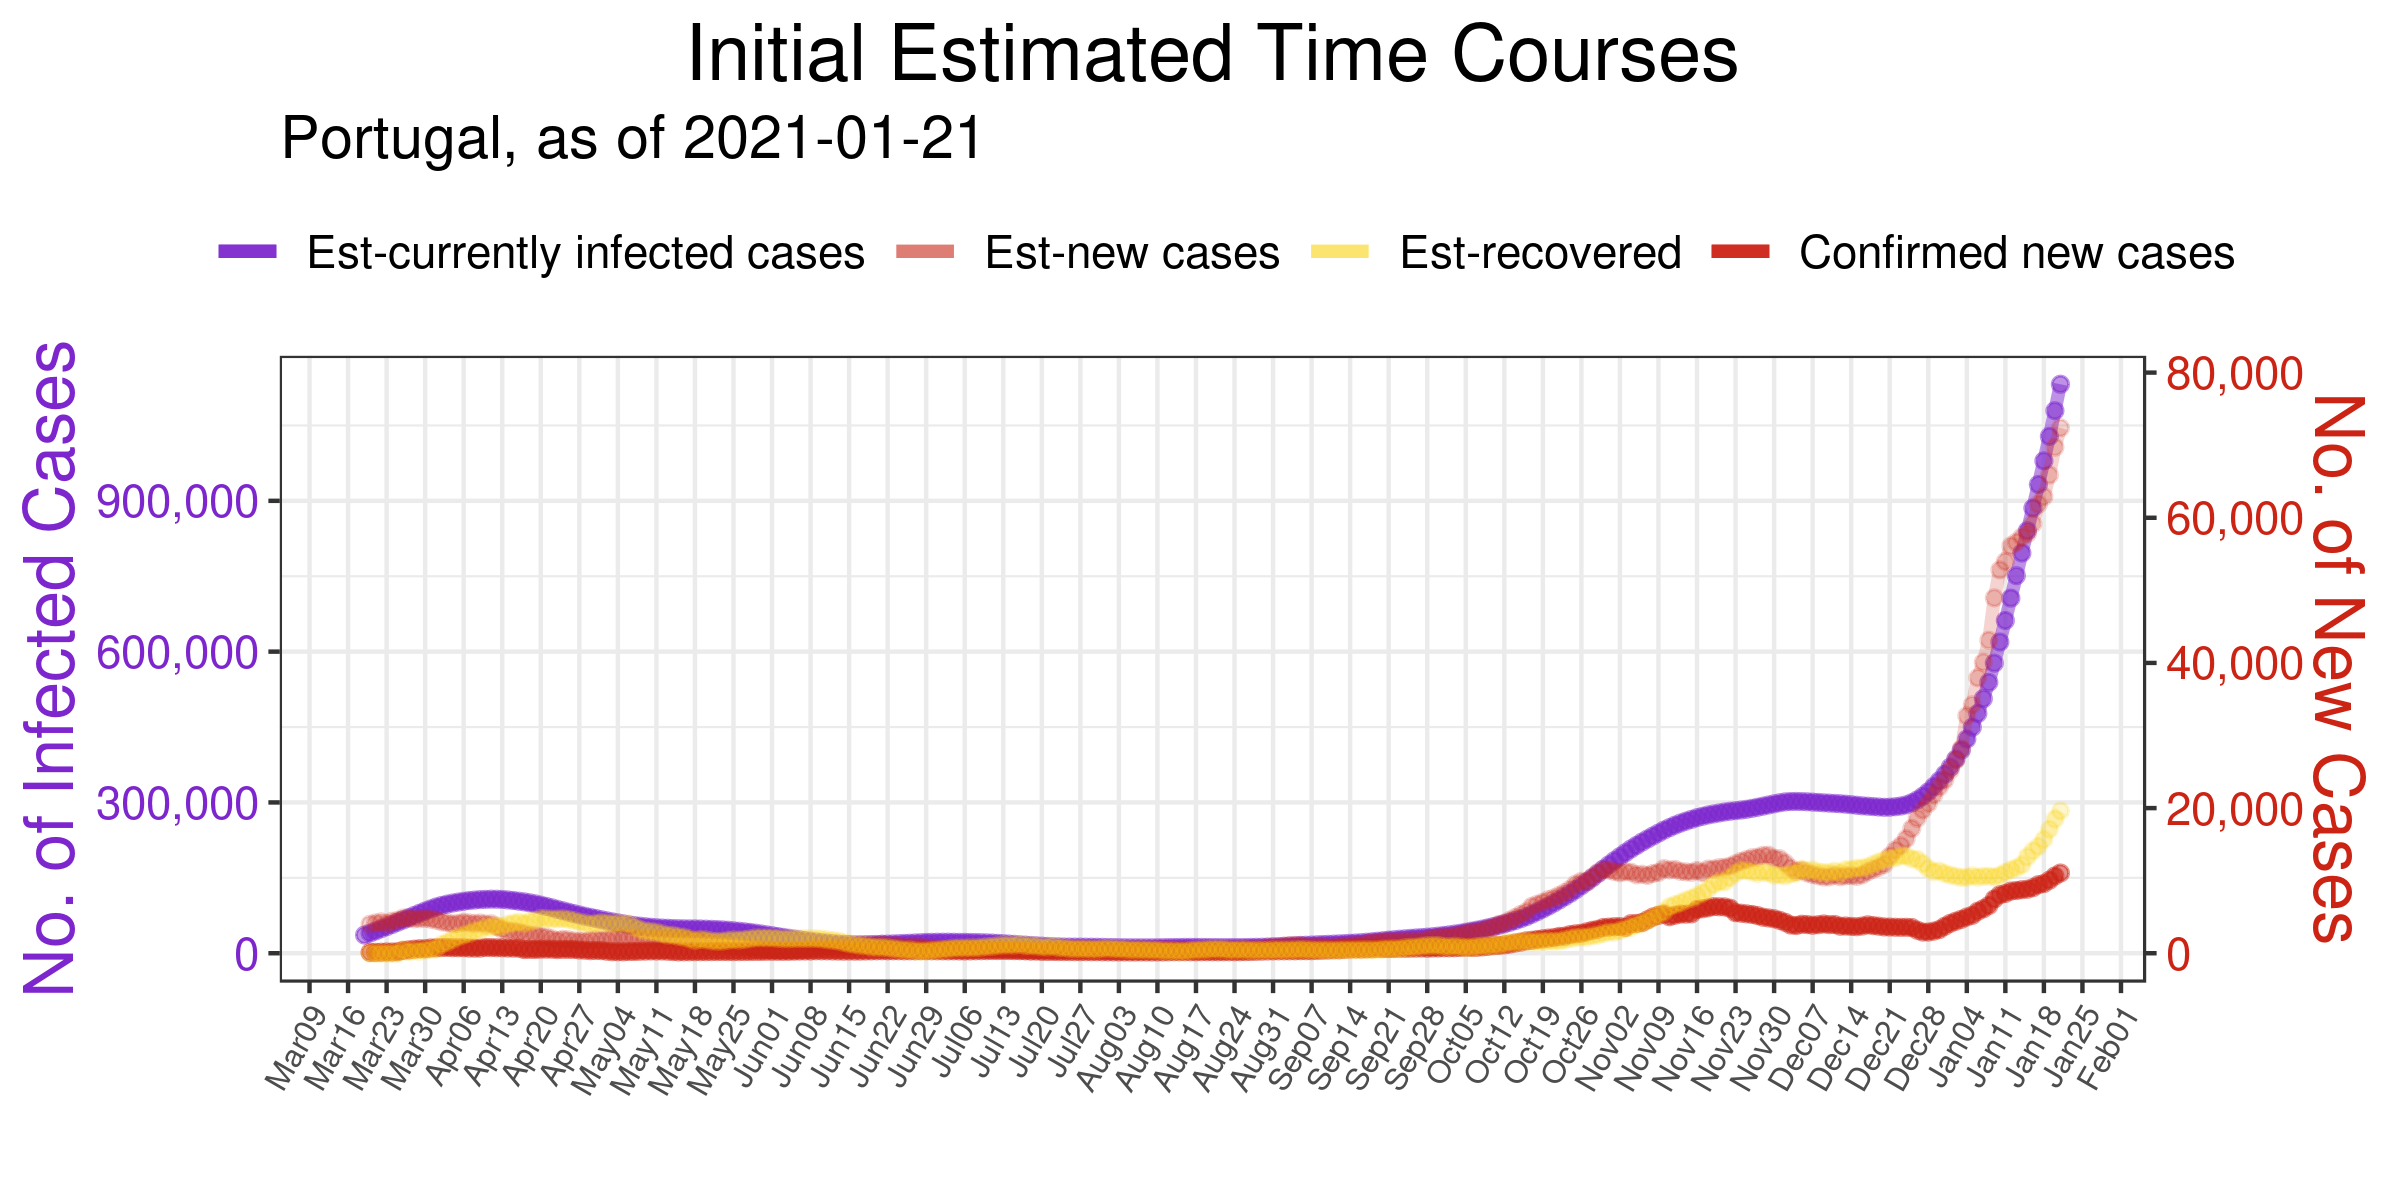 Initial Estimated Time Courses
Portugal, as of 2021-01-21
Est-currently infected cases Est-new cases Est-recovered Confirmed new cases
No. of Infected Cases
900,000
600,000
300,000
0
80,000
60,000
40,000
20,000
0
No. of New Cases
Mar09 Mar16 Mar23 Mar30 Apr06 Apr13 Apr20 Apr27 May04 May11 May18 May25 Jun01 Jun08 Jun15 Jun22 Jun29 Jul06 Jul13 Jul20 Jul27 Aug03 Aug10 Aug17 Aug24 Aug31 Sep07 Sep14 Sep21 Sep28 Oct05 Oct12 Oct19 Oct26 Nov02 Nov09 Nov16 Nov23 Nov30 Dec07 Dec14 Dec21 Dec28 Jan04 Jan11 Jan18 Jan25 Feb01